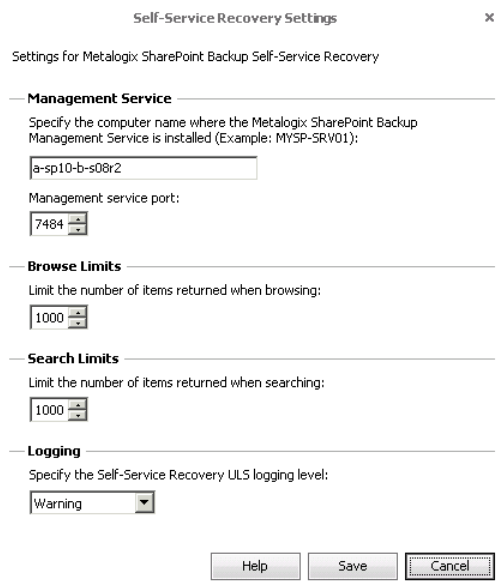 Self-Service Recovery Settings
Settings for Metalogix SharePoint Backup Self-Service Recovery
Management Service
Specify the computer name where the Metalogix SharePoint Backup
Management Service is installed (Example: MYSP-SRV01):
a-sp10-b-s08r2
Management service port:
7484
Browse Limits
Limit the number of items returned when browsing:
1000
Search Limits
Limit the number of items returned when searching:
1000
Logging
Specify the Self-Service Recovery ULS logging level:
Warning
Help Save Cancel